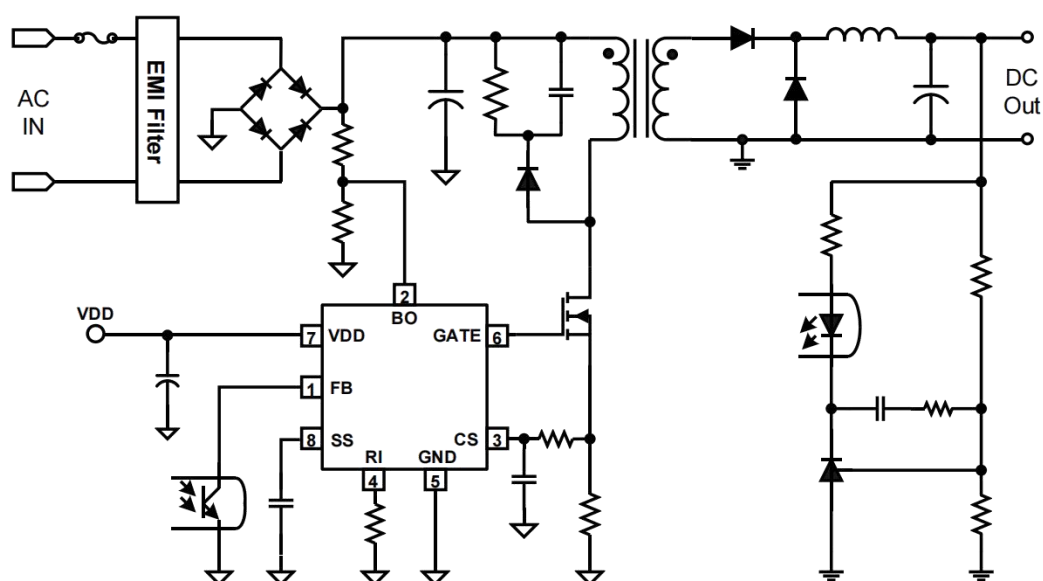 AC
IN
EMI Filter
DC
Out
2
BO
VDD
7
VDD
GATE
6
1
FB
8
SS
CS
3
RI
GND
4
5